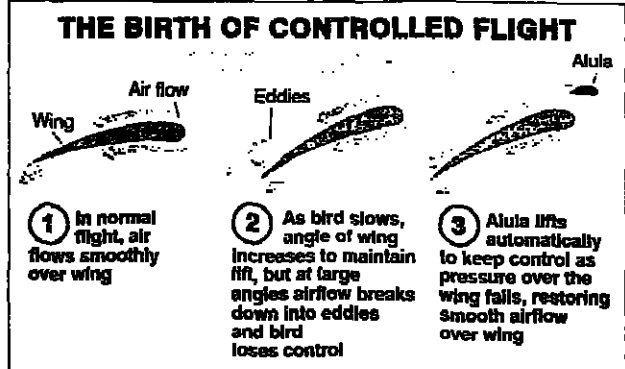 THE BIRTH OF CONTROLLED FLIGHT
Wing
Air flow
Eddies
Alula
1 In normal
flight, air
flows smoothly
over wing
2 As bird slows,
angle of wing
increases to maintain
lift, but at large
angles airflow breaks
down into eddies
and bird
loses control
3 Alula lifts
automatically
to keep control as
pressure over the
wing falls, restoring
smooth airflow
over wing